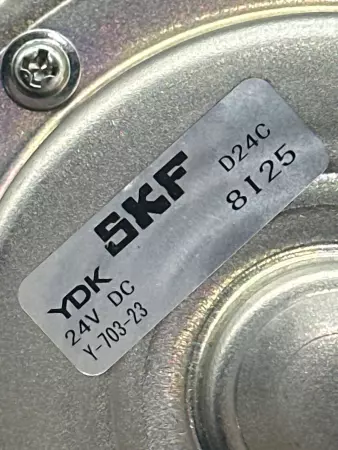 SKF D24C
8I25
YDK
24V DC
Y-703-23